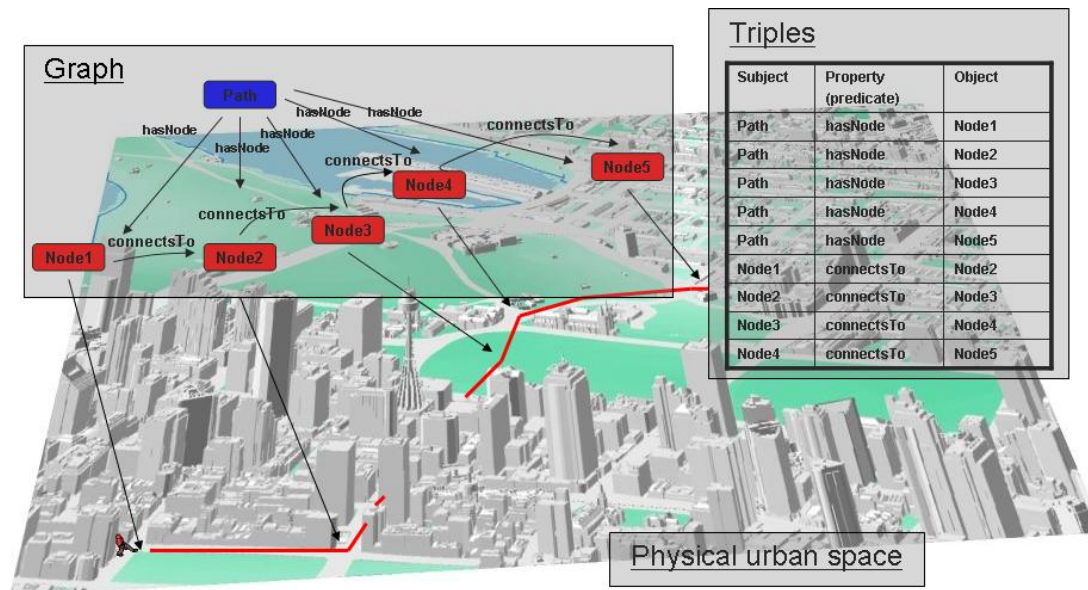 Graph
Path
hasNode
hasNode
hasNode
hasNode
hasNode
connectsTo
connectsTo
connectsTo
connectsTo
Node1
Node2
Node3
Node4
Node5
Triples
Subject Property (predicate) Object
Path hasNode Node1
Path hasNode Node2
Path hasNode Node3
Path hasNode Node4
Path hasNode Node5
Node1 connectsTo Node2
Node2 connectsTo Node3
Node3 connectsTo Node4
Node4 connectsTo Node5
Physical urban space